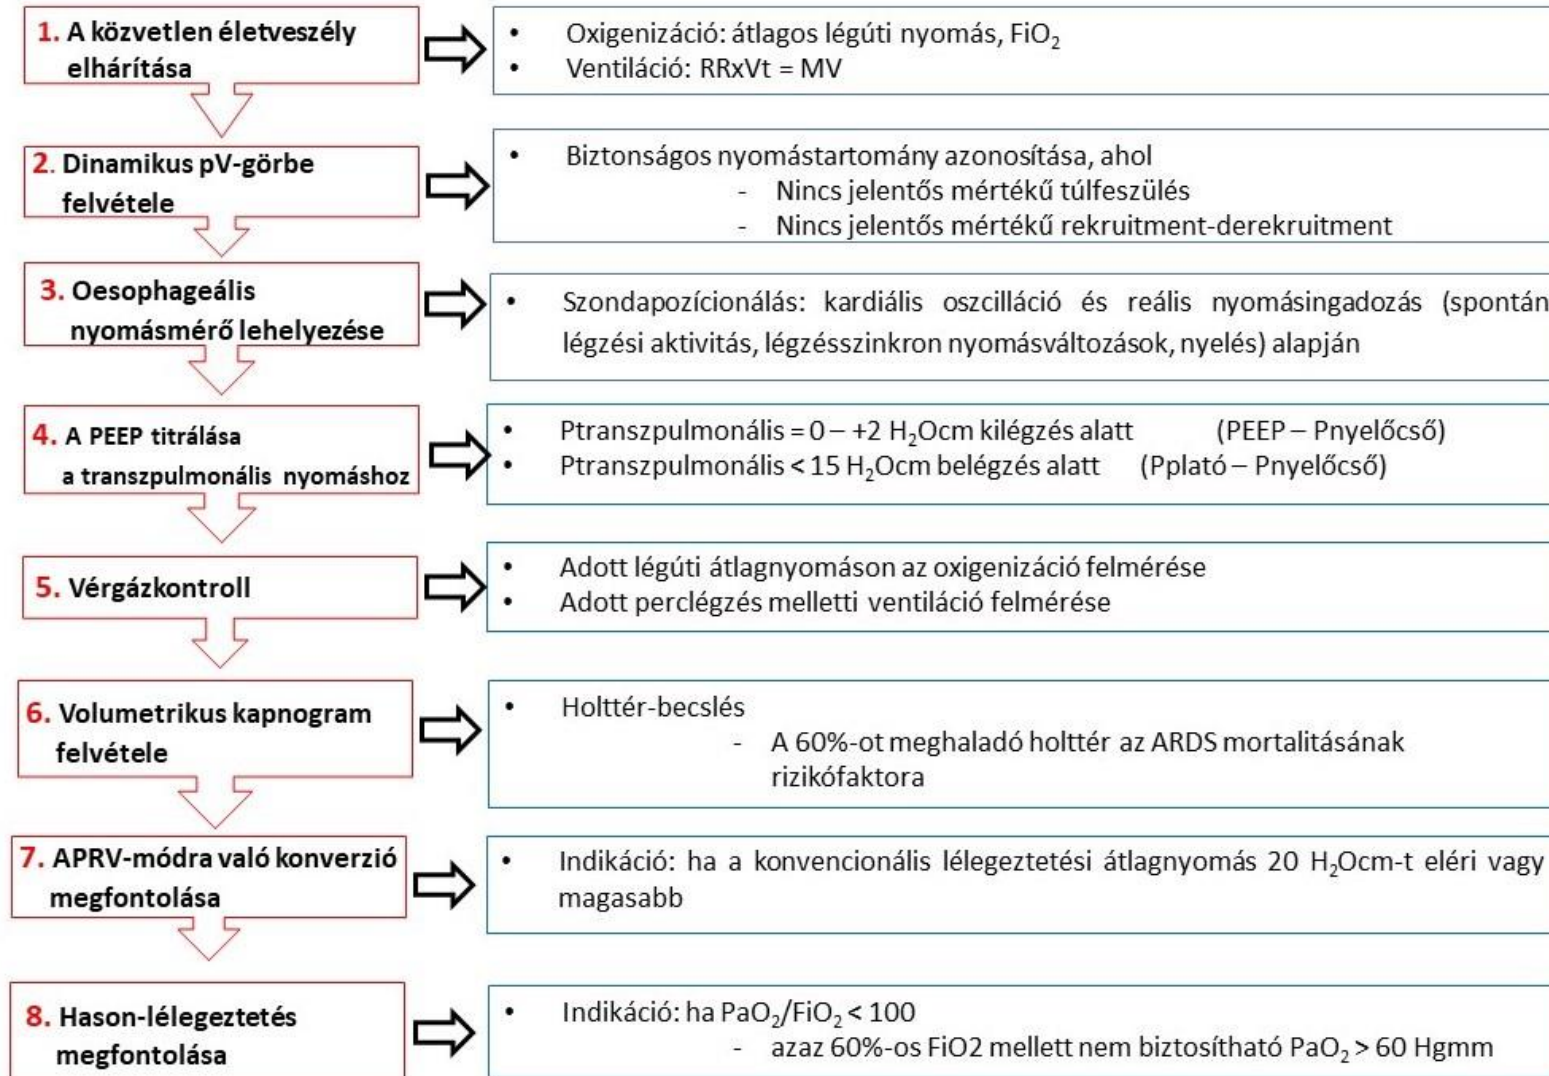 1. A közvetlen életveszély
elhárítása
• Oxigenizáció: átlagos légúti nyomás, FiO₂
• Ventiláció: RRxVt = MV
2. Dinamikus pV-görbe
felvétele
• Biztonságos nyomástartomány azonosítása, ahol
- Nincs jelentős mértékű túlfeszülés
- Nincs jelentős mértékű rekruitment-derekruitment
3. Oesophageális
nyomásmérő lehelyezése
• Szondapozícionálás: kardiális oszcilláció és reális nyomásingadozás (spontán
légzési aktivitás, légzésszinkron nyomásváltozások, nyelés) alapján
4. A PEEP titrálása
a transzpulmonális nyomáshoz
• Ptranszpulmonális = 0 – +2 H₂Ocm kilégzés alatt (PEEP – Pnyelőcső)
• Ptranszpulmonális < 15 H₂Ocm belégzés alatt (Pplató – Pnyelőcső)
5. Vérgázkontroll
• Adott légúti átlagnyomáson az oxigenizáció felmérése
• Adott perclégzés melletti ventiláció felmérése
6. Volumetrikus kapnogram
felvétele
• Holttér-becslés
- A 60%-ot meghaladó holttér az ARDS mortalitásának
rizikófaktora
7. APRV-módra való konverzió
megfontolása
• Indikáció: ha a konvencionális lélegeztetési átlagnyomás 20 H₂Ocm-t eléri vagy
magasabb
8. Hason-lélegeztetés
megfontolása
• Indikáció: ha PaO₂/FiO₂ < 100
- azaz 60%-os FiO2 mellett nem biztosítható PaO₂ > 60 Hgmm